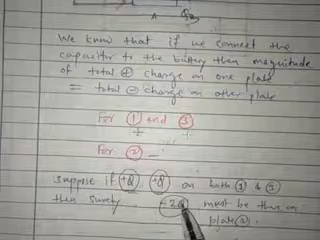 A
We know that if we connect the
capacitor to the battery then magnitude
of total ⊕ charge on one plate
= total ⊖ charge on other plate
For ① and ③
+ +
For ② —
Suppose if +Q +Q on both ① & ③
then surely -2Q must be there on
plate ②.